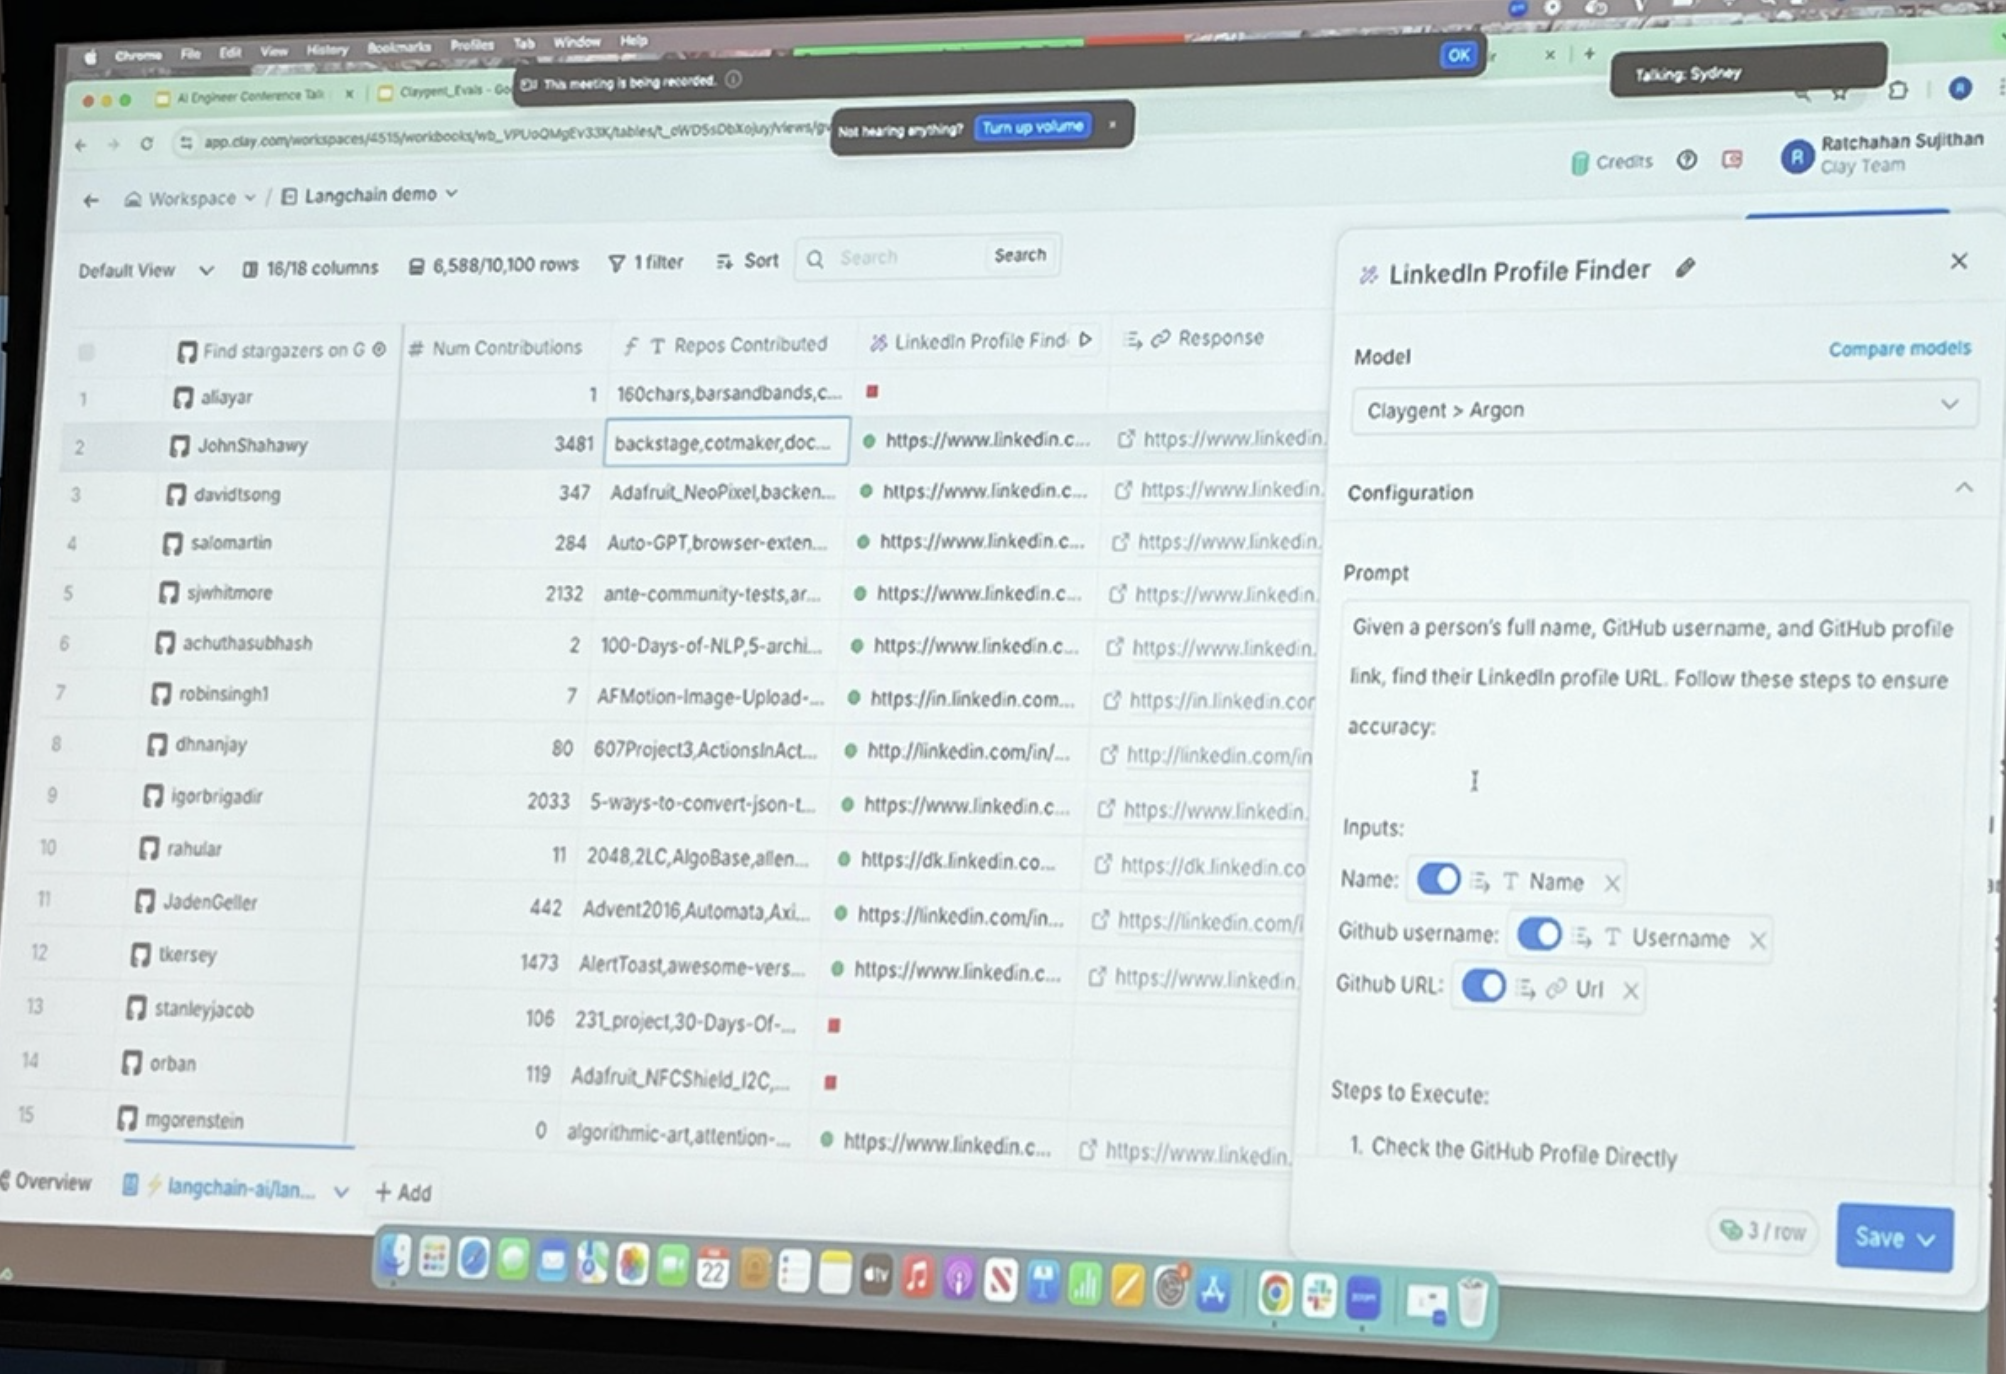 Chrome File Edit View History Bookmarks Profiles Tab Window Help
AI Engineer Conference Talk
Claygent_Evals - Go
This meeting is being recorded.
OK
Talking: Sydney
Not hearing anything? Turn up volume
Workspace / Langchain demo
Credits
R
Ratchahan Sujithan
Clay Team
Default View 16/18 columns 6,588/10,100 rows 1 filter Sort Search Search
Find stargazers on G # Num Contributions f T Repos Contributed LinkedIn Profile Find Response
1 aliayar 1 160chars,barsandbands,c...
2 JohnShahawy 3481 backstage,cotmaker,doc... https://www.linkedin.c... https://www.linkedin.
3 davidtsong 347 Adafruit_NeoPixel,backen... https://www.linkedin.c... https://www.linkedin.
4 salomartin 284 Auto-GPT,browser-exten... https://www.linkedin.c... https://www.linkedin.
5 sjwhitmore 2132 ante-community-tests,ar... https://www.linkedin.c... https://www.linkedin.
6 achuthasubhash 2 100-Days-of-NLP,5-archi... https://www.linkedin.c... https://www.linkedin.
7 robinsingh1 7 AFMotion-Image-Upload-... https://in.linkedin.com... https://in.linkedin.cor
8 dhnanjay 80 607Project3,ActionsInAct... http://linkedin.com/in/... http://linkedin.com/in
9 igorbrigadir 2033 5-ways-to-convert-json-t... https://www.linkedin.c... https://www.linkedin.
10 rahular 11 2048,2LC,AlgoBase,allen... https://dk.linkedin.co... https://dk.linkedin.co
11 JadenGeller 442 Advent2016,Automata,Axi... https://linkedin.com/in... https://linkedin.com/i
12 tkersey 1473 AlertToast,awesome-vers... https://www.linkedin.c... https://www.linkedin.
13 stanleyjacob 106 231_project,30-Days-Of-...
14 orban 119 Adafruit_NFCShield_I2C,...
15 mgorenstein 0 algorithmic-art,attention-... https://www.linkedin.c... https://www.linkedin.
Overview langchain-ai/lan... + Add
LinkedIn Profile Finder
Model Compare models
Claygent > Argon
Configuration
Prompt
Given a person's full name, GitHub username, and GitHub profile
link, find their LinkedIn profile URL. Follow these steps to ensure
accuracy:
Inputs:
Name: T Name
Github username: T Username
Github URL: Url
Steps to Execute:
1. Check the GitHub Profile Directly
3 / row
Save
22
tv
zoom